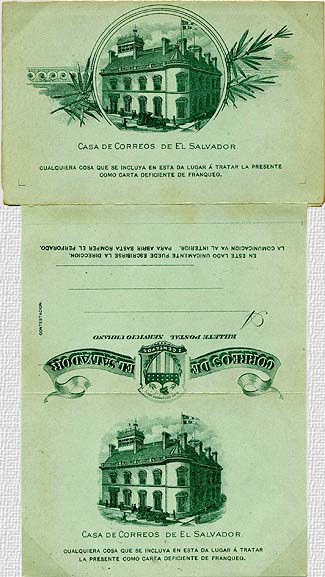 CASA DE CORREOS DE EL SALVADOR.
CUALQUIERA COSA QUE SE INCLUYA EN ESTA DA LUGAR Á TRATAR LA PRESENTE
COMO CARTA DEFICIENTE DE FRANQUEO.
CORREOS DE EL SALVADOR
BILLETE POSTAL SERVICIO URBANO
A
CONTESTACION.
EN ESTE LADO UNICAMENTE PUEDE ESCRIBIRSE LA DIRECCION.
LA COMUNICACION VA AL INTERIOR. PARA ABRIR BASTA ROMPER EL PERFORADO.
CASA DE CORREOS DE EL SALVADOR
CUALQUIERA COSA QUE SE INCLUYA EN ESTA DA LUGAR Á TRATAR
LA PRESENTE COMO CARTA DEFICIENTE DE FRANQUEO.